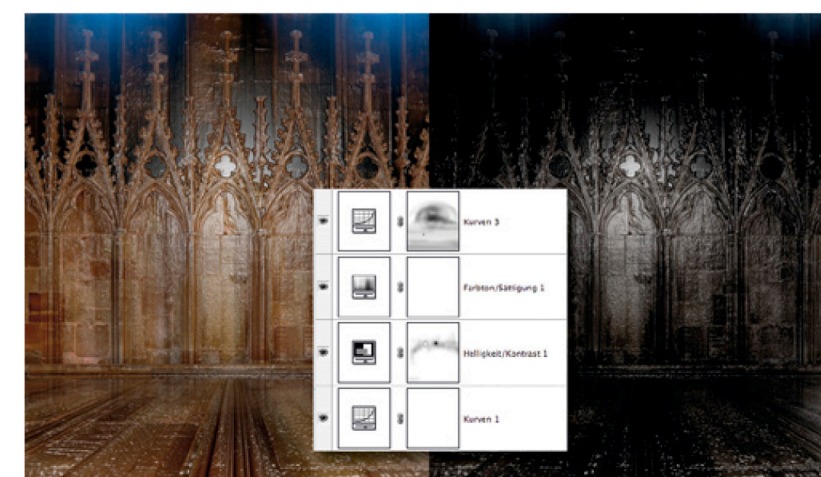 Kurven 3
Farbton/Sättigung 1
Helligkeit/Kontrast 1
Kurven 1